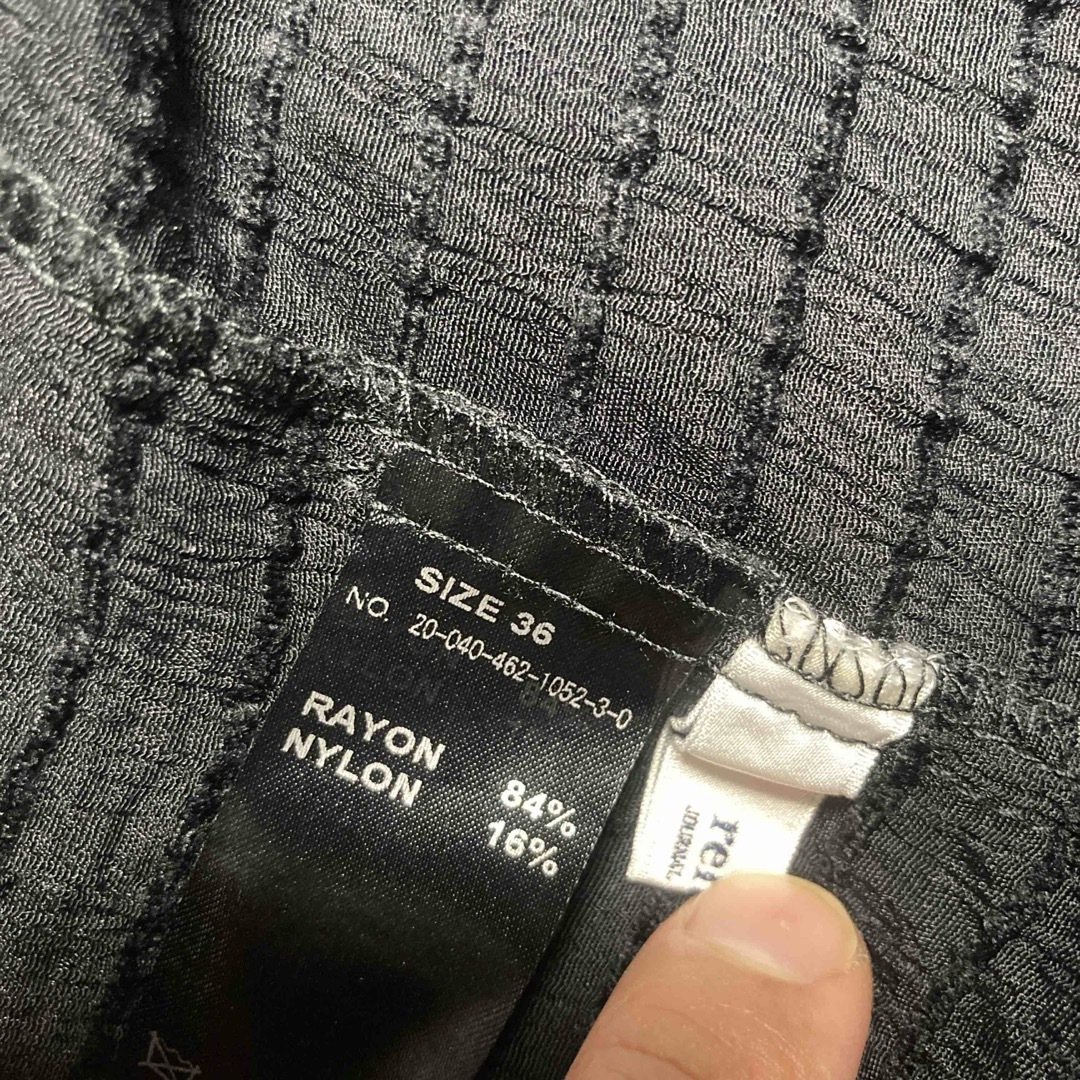 SIZE 36
NO. 20-040-462-1052-3-0
RAYON 84%
NYLON 16%
JOURNAL